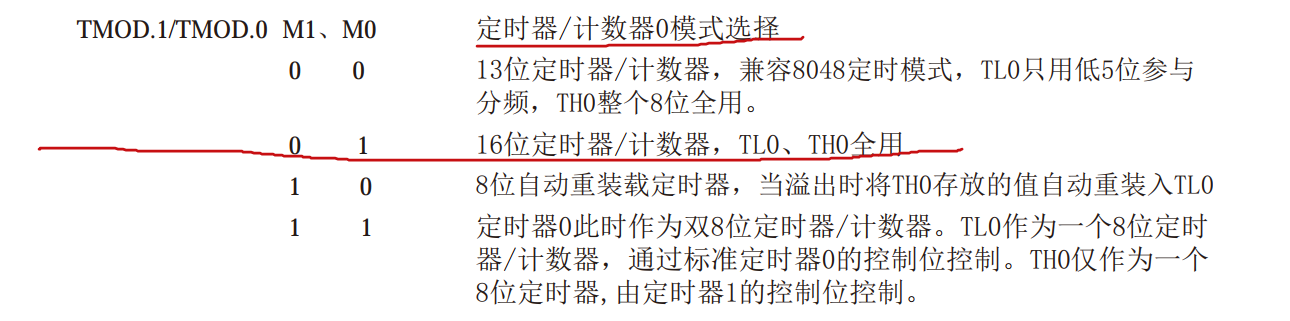 TMOD.1/TMOD.0 M1、M0 定时器/计数器0模式选择
0 0 13位定时器/计数器，兼容8048定时模式，TL0只用低5位参与
分频，TH0整个8位全用。
0 1 16位定时器/计数器，TL0、TH0全用
1 0 8位自动重装载定时器，当溢出时将TH0存放的值自动重装入TL0
1 1 定时器0此时作为双8位定时器/计数器。TL0作为一个8位定时
器/计数器，通过标准定时器0的控制位控制。TH0仅作为一个
8位定时器,由定时器1的控制位控制。